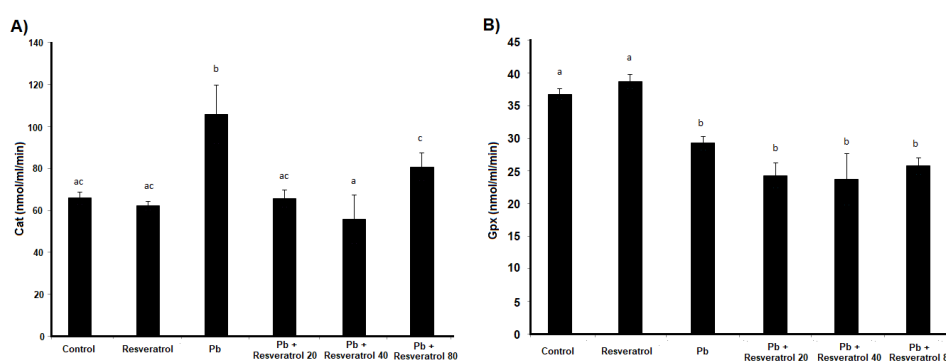 A)
Cat (nmol/ml/min)
140
120
100
80
60
40
20
0
ac
ac
b
ac
a
c
Control
Resveratrol
Pb
Pb +
Resveratrol 20
Pb +
Resveratrol 40
Pb +
Resveratrol 80
B)
Gpx (nmol/ml/min)
45
40
35
30
25
20
15
10
5
0
a
a
b
b
b
b
Control
Resveratrol
Pb
Pb +
Resveratrol 20
Pb +
Resveratrol 40
Pb +
Resveratrol 8